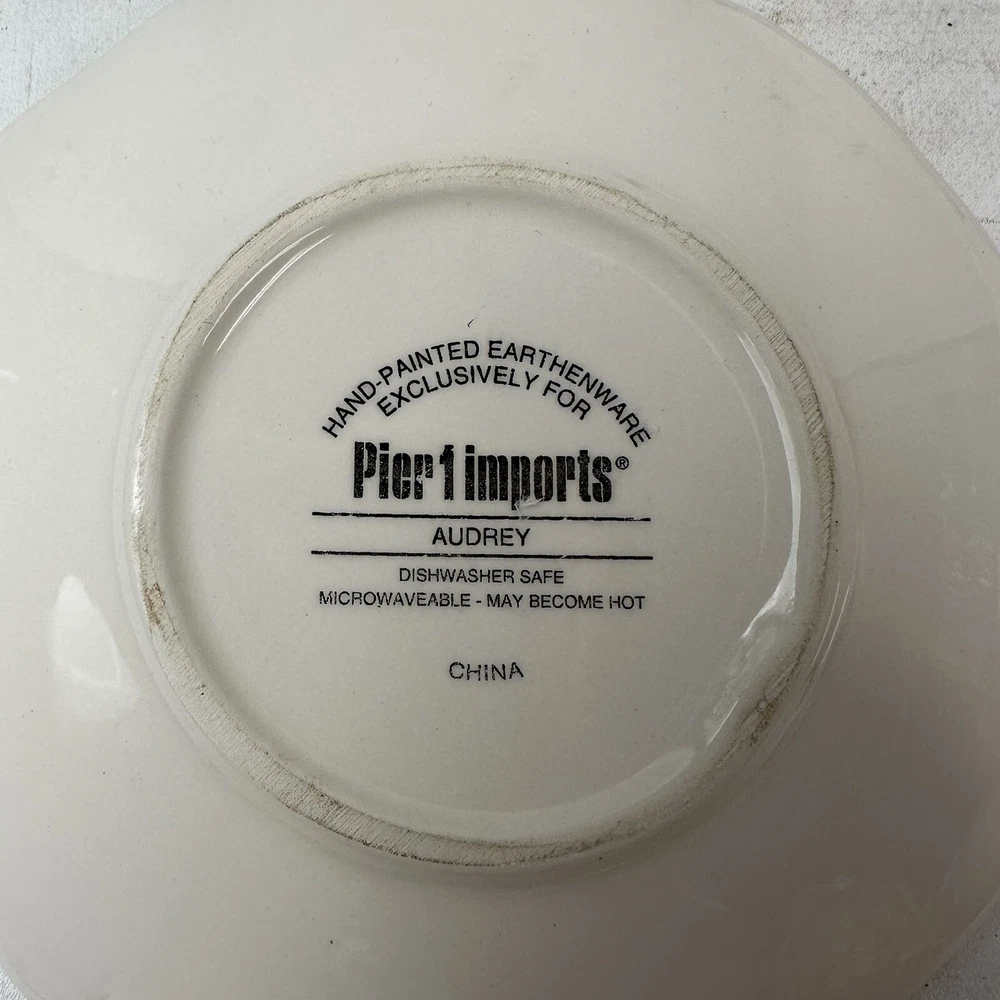 HAND-PAINTED EARTHENWARE
EXCLUSIVELY FOR
Pier 1 imports®
AUDREY
DISHWASHER SAFE
MICROWAVEABLE - MAY BECOME HOT
CHINA